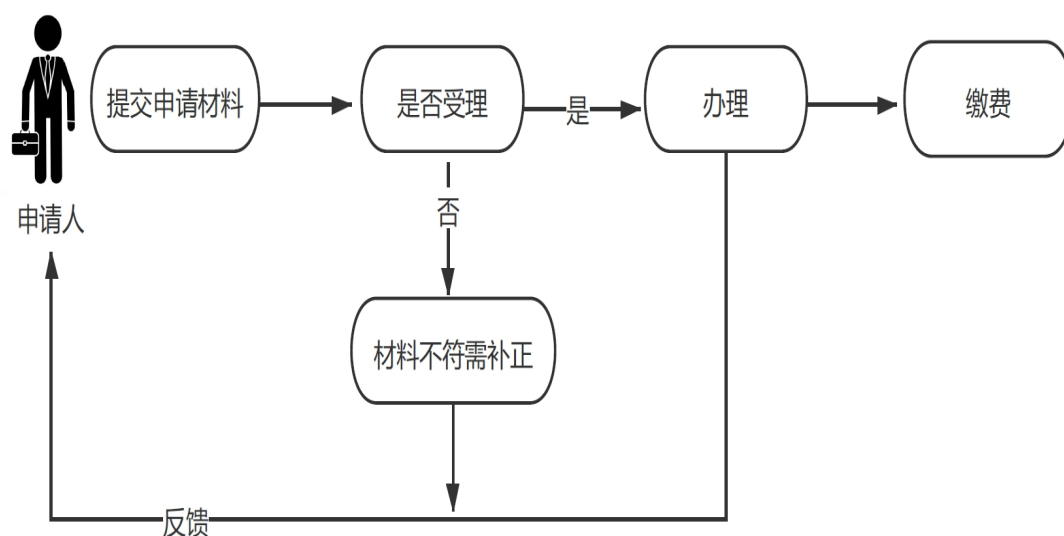 提交申请材料
是否受理
是
办理
缴费
申请人
否
材料不符需补正
反馈